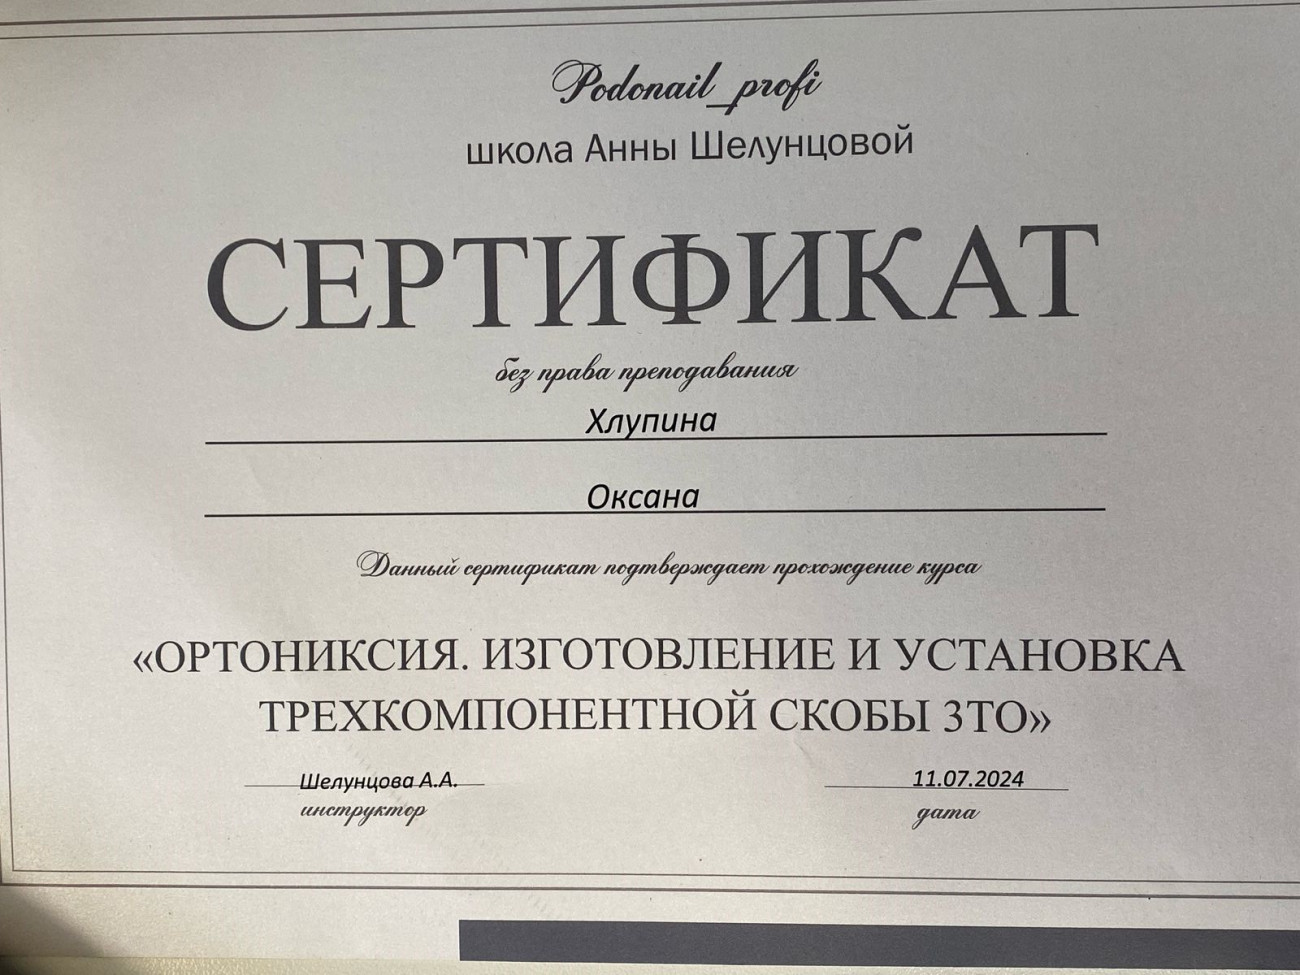 Podonail_profi
школа Анны Шелунцовой
СЕРТИФИКАТ
без права преподавания
Хлупина
Оксана
Данный сертификат подтверждает прохождение курса
«ОРТОНИКСИЯ. ИЗГОТОВЛЕНИЕ И УСТАНОВКА
ТРЕХКОМПОНЕНТНОЙ СКОБЫ 3ТО»
Шелунцова А.А. 11.07.2024
инструктор дата